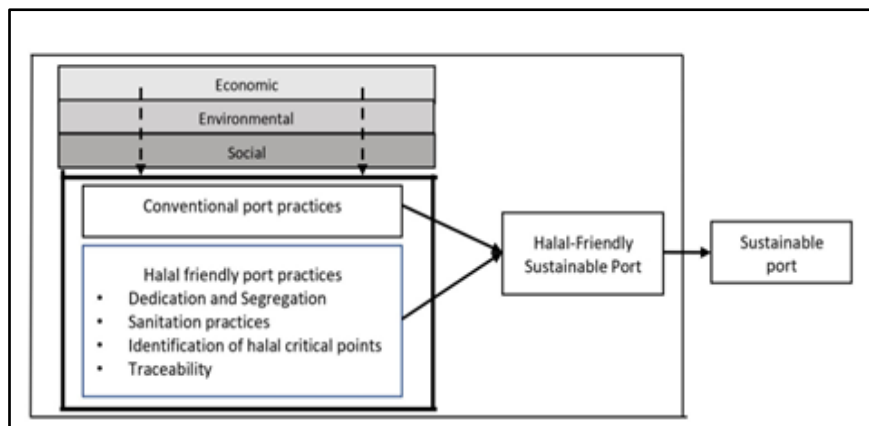 Economic
Environmental
Social
Conventional port practices
Halal friendly port practices
• Dedication and Segregation
• Sanitation practices
• Identification of halal critical points
• Traceability
Halal-Friendly
Sustainable Port
Sustainable
port